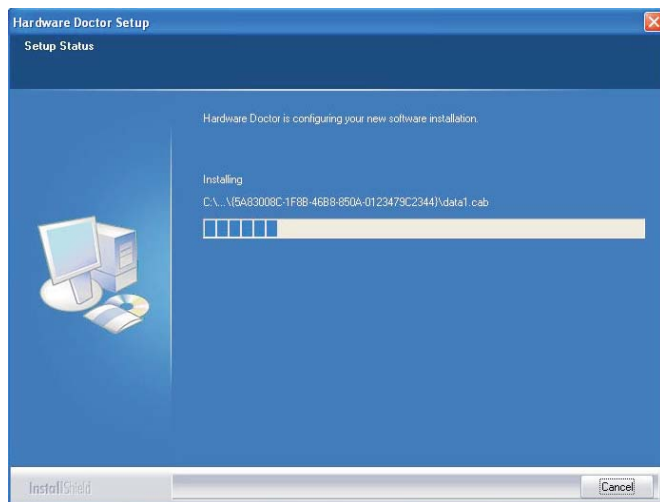 Hardware Doctor Setup
Setup Status
Hardware Doctor is configuring your new software installation.
Installing
C:\...\{5A83008C-1F8B-46B8-850A-0123479C2344}\data1.cab
InstallShield
Cancel